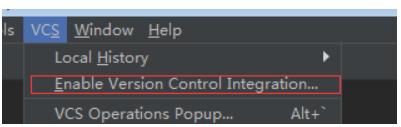 ls VCS Window Help
Local History
Enable Version Control Integration...
VCS Operations Popup... Alt+`